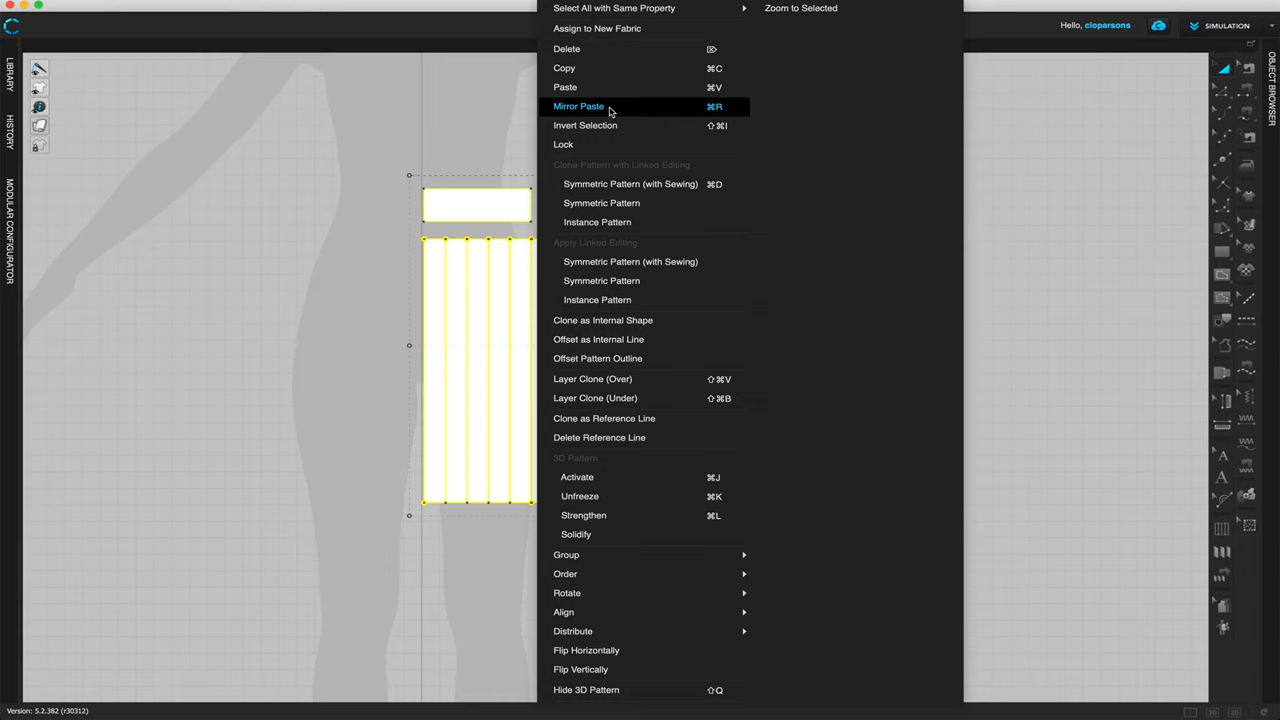 Select All with Same Property
Zoom to Selected
Assign to New Fabric
Hello, cloparsons
SIMULATION
Delete ⌦
Copy ⌘C
Paste ⌘V
Mirror Paste ⌘R
Invert Selection ⇧⌘I
Lock
Clone Pattern with Linked Editing
Symmetric Pattern (with Sewing) ⌘D
Symmetric Pattern
Instance Pattern
Apply Linked Editing
Symmetric Pattern (with Sewing)
Symmetric Pattern
Instance Pattern
Clone as Internal Shape
Offset as Internal Line
Offset Pattern Outline
Layer Clone (Over) ⇧⌘V
Layer Clone (Under) ⇧⌘B
Clone as Reference Line
Delete Reference Line
3D Pattern
Activate ⌘J
Unfreeze ⌘K
Strengthen ⌘L
Solidify
Group
Order
Rotate
Align
Distribute
Flip Horizontally
Flip Vertically
Hide 3D Pattern ⇧Q
LIBRARY
HISTORY
MODULAR CONFIGURATOR
OBJECT BROWSER
Version: 5.2.382 (r30312)